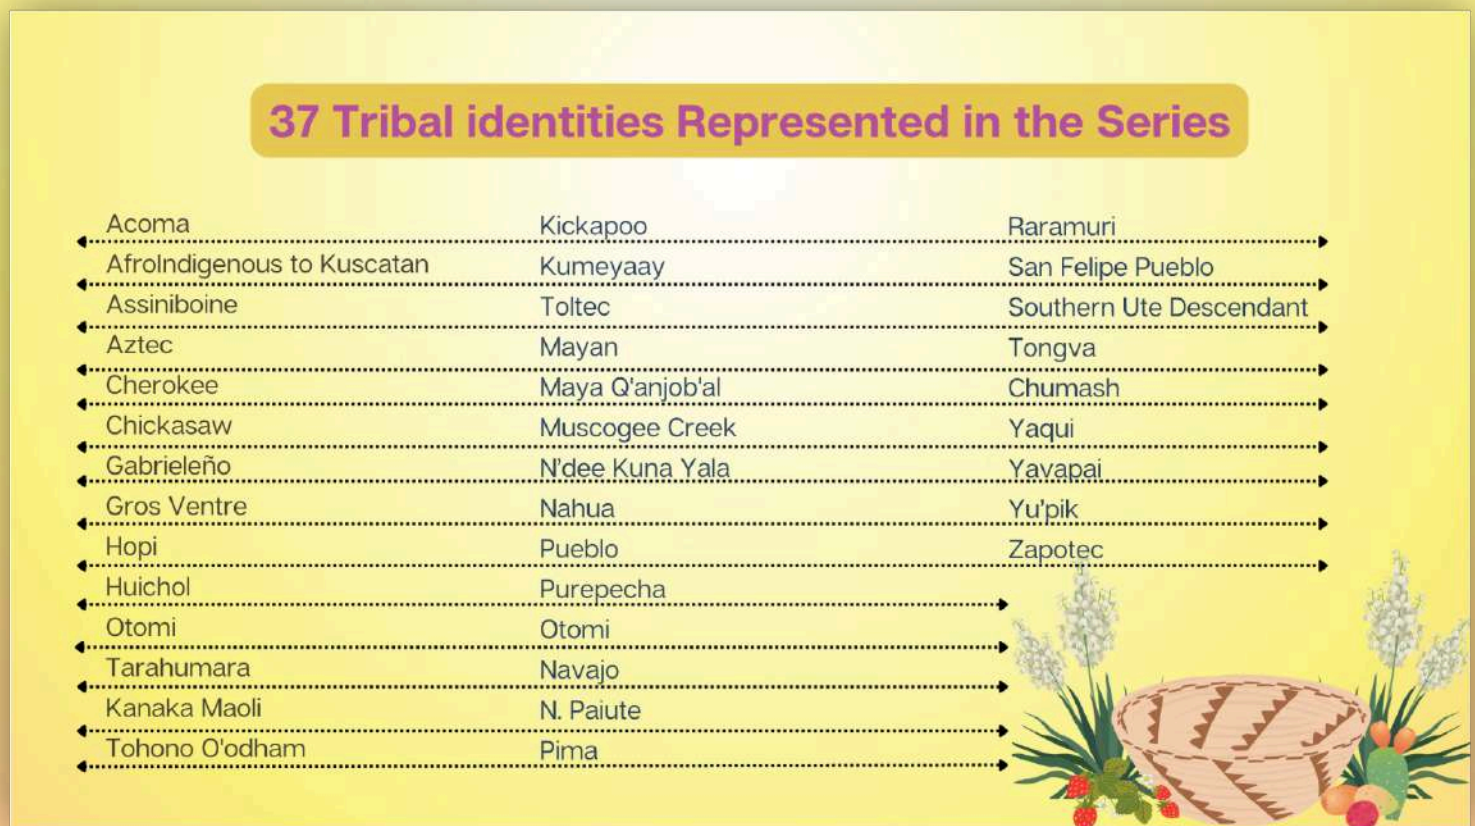 37 Tribal identities Represented in the Series
Acoma
AfroIndigenous to Kuscatan
Assiniboine
Aztec
Cherokee
Chickasaw
Gabrieleño
Gros Ventre
Hopi
Huichol
Otomi
Tarahumara
Kanaka Maoli
Tohono O'odham
Kickapoo
Kumeyaay
Toltec
Mayan
Maya Q'anjob'al
Muscogee Creek
N'dee Kuna Yala
Nahua
Pueblo
Purepecha
Otomi
Navajo
N. Paiute
Pima
Raramuri
San Felipe Pueblo
Southern Ute Descendant
Tongva
Chumash
Yaqui
Yavapai
Yu'pik
Zapotec